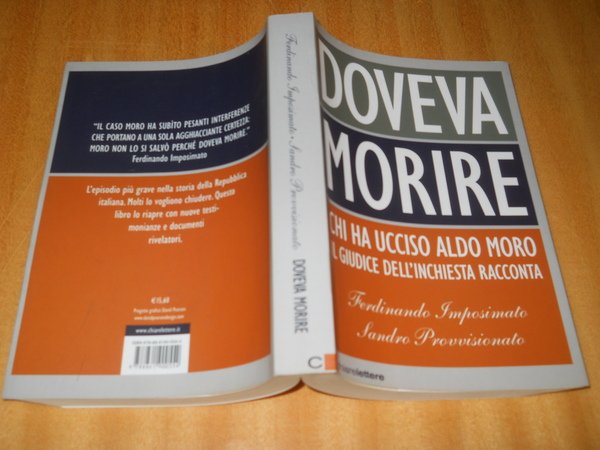 "IL CASO MORO HA SUBÌTO PESANTI INTERFERENZE
CHE PORTANO A UNA SOLA AGGHIACCIANTE CERTEZZA:
MORO NON LO SI SALVÒ PERCHÉ DOVEVA MORIRE."
Ferdinando Imposimato
L'episodio più grave nella storia della Repubblica
italiana. Molti lo vogliono chiudere. Questo
libro lo riapre con nuove testi-
monianze e documenti
rivelatori.
€ 15,60
www.chiarelettere.it
Ferdinando Imposimato • Sandro Provvisionato DOVEVA MORIRE
C
DOVEVA
MORIRE
CHI HA UCCISO ALDO MORO
IL GIUDICE DELL'INCHIESTA RACCONTA
Ferdinando Imposimato
Sandro Provvisionato
chiarelettere